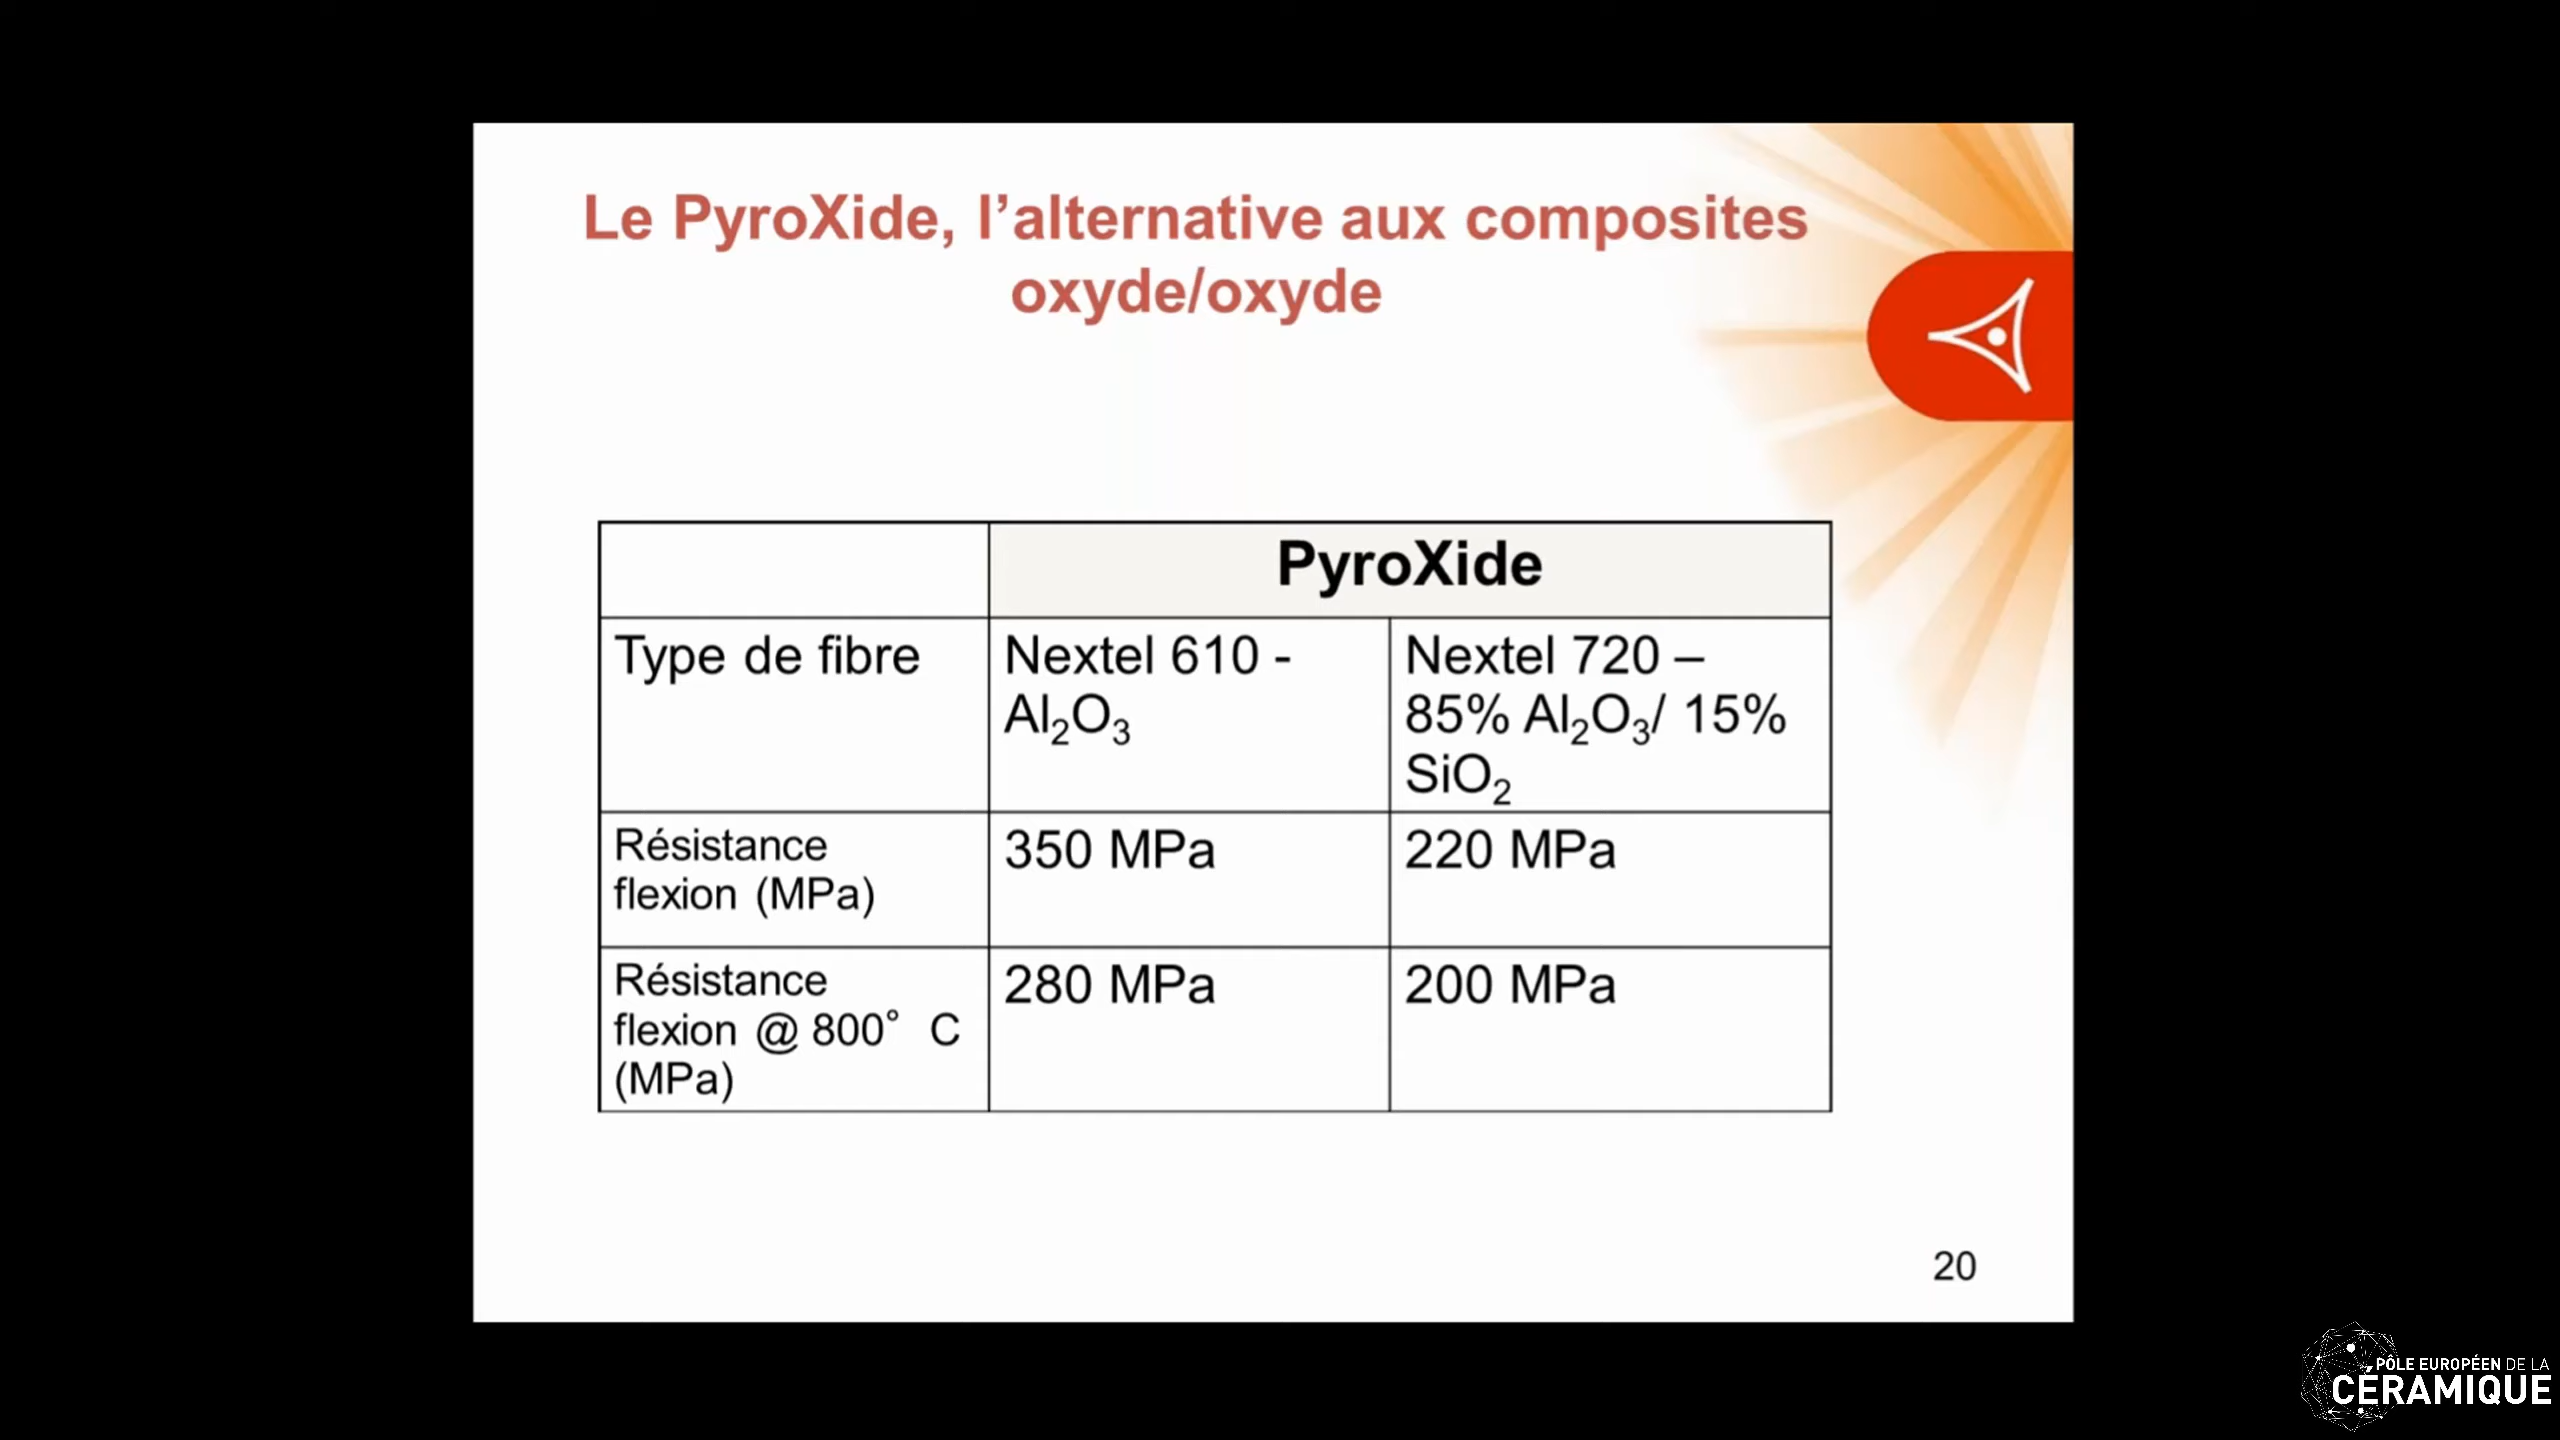 Le PyroXide, l’alternative aux composites
oxyde/oxyde
PyroXide
Type de fibre
Nextel 610 -
Al₂O₃
Nextel 720 –
85% Al₂O₃/ 15%
SiO₂
Résistance
flexion (MPa)
350 MPa
220 MPa
Résistance
flexion @ 800° C
(MPa)
280 MPa
200 MPa
20
PÔLE EUROPÉEN DE LA
CÉRAMIQUE